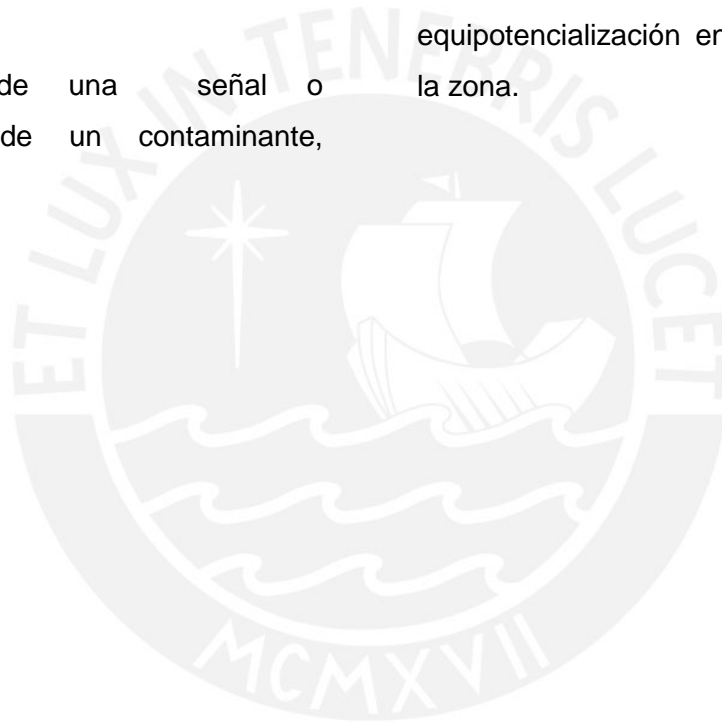 de una señal o
de un contaminante,
equipotencialización en
la zona.
ET LUX IN TENEBRIS LUCET
MCMXVII